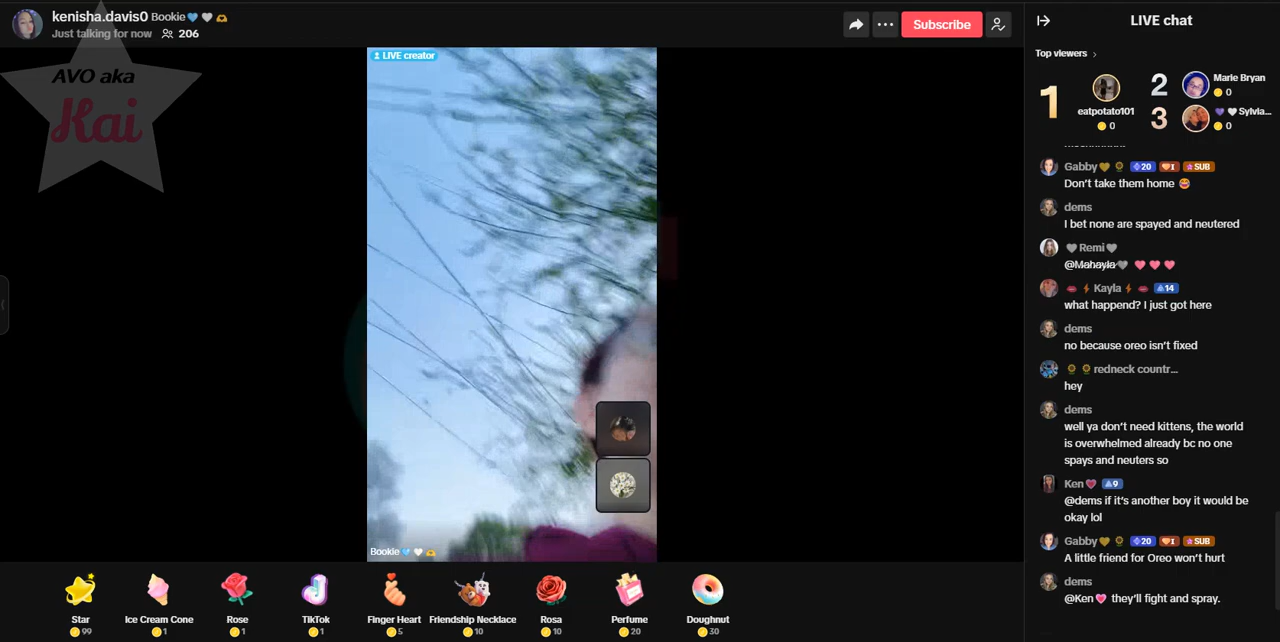 kenisha.davis0 Bookie💙🤍🫶
Just talking for now 206
Subscribe
AVO aka
Kai
LIVE creator
Bookie💙🤍🫶
Star
99
Ice Cream Cone
1
Rose
1
TikTok
1
Finger Heart
5
Friendship Necklace
10
Rosa
10
Perfume
20
Doughnut
30
LIVE chat
Top viewers
1
eatpotato101
0
2
Marie Bryan
0
3
💜🤍Sylvia...
0
Gabby💛🌻 20 I SUB
Don't take them home 😆
dems
I bet none are spayed and neutered
🤍Remi🤍
@Mahayla🤍 💗💗💗
👄⚡Kayla⚡👄 14
what happend? I just got here
dems
no because oreo isn't fixed
🌻🌻redneck countr...
hey
dems
well ya don't need kittens, the world
is overwhelmed already bc no one
spays and neuters so
Ken💗 9
@dems if it's another boy it would be
okay lol
Gabby💛🌻 20 I SUB
A little friend for Oreo won't hurt
dems
@Ken💗 they'll fight and spray.